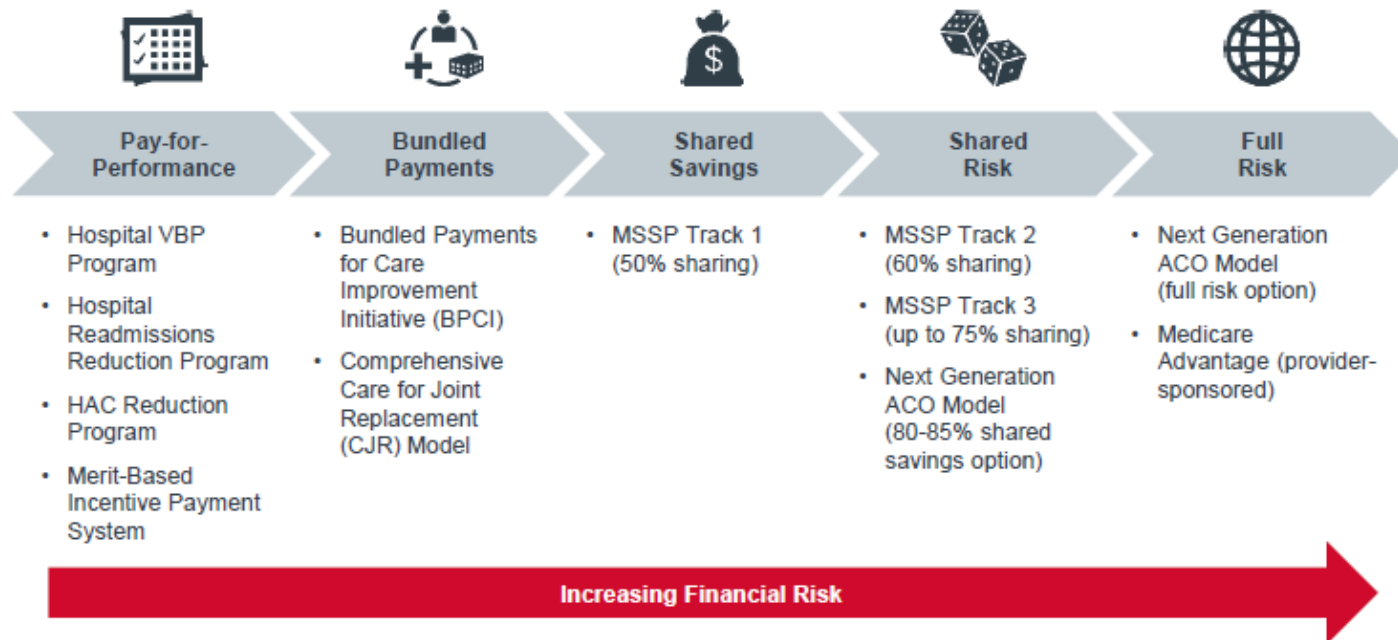 Pay-for-
Performance
Bundled
Payments
Shared
Savings
Shared
Risk
Full
Risk
• Hospital VBP
Program
• Hospital
Readmissions
Reduction Program
• HAC Reduction
Program
• Merit-Based
Incentive Payment
System
• Bundled Payments
for Care
Improvement
Initiative (BPCI)
• Comprehensive
Care for Joint
Replacement
(CJR) Model
• MSSP Track 1
(50% sharing)
• MSSP Track 2
(60% sharing)
• MSSP Track 3
(up to 75% sharing)
• Next Generation
ACO Model
(80-85% shared
savings option)
• Next Generation
ACO Model
(full risk option)
• Medicare
Advantage (provider-
sponsored)
Increasing Financial Risk